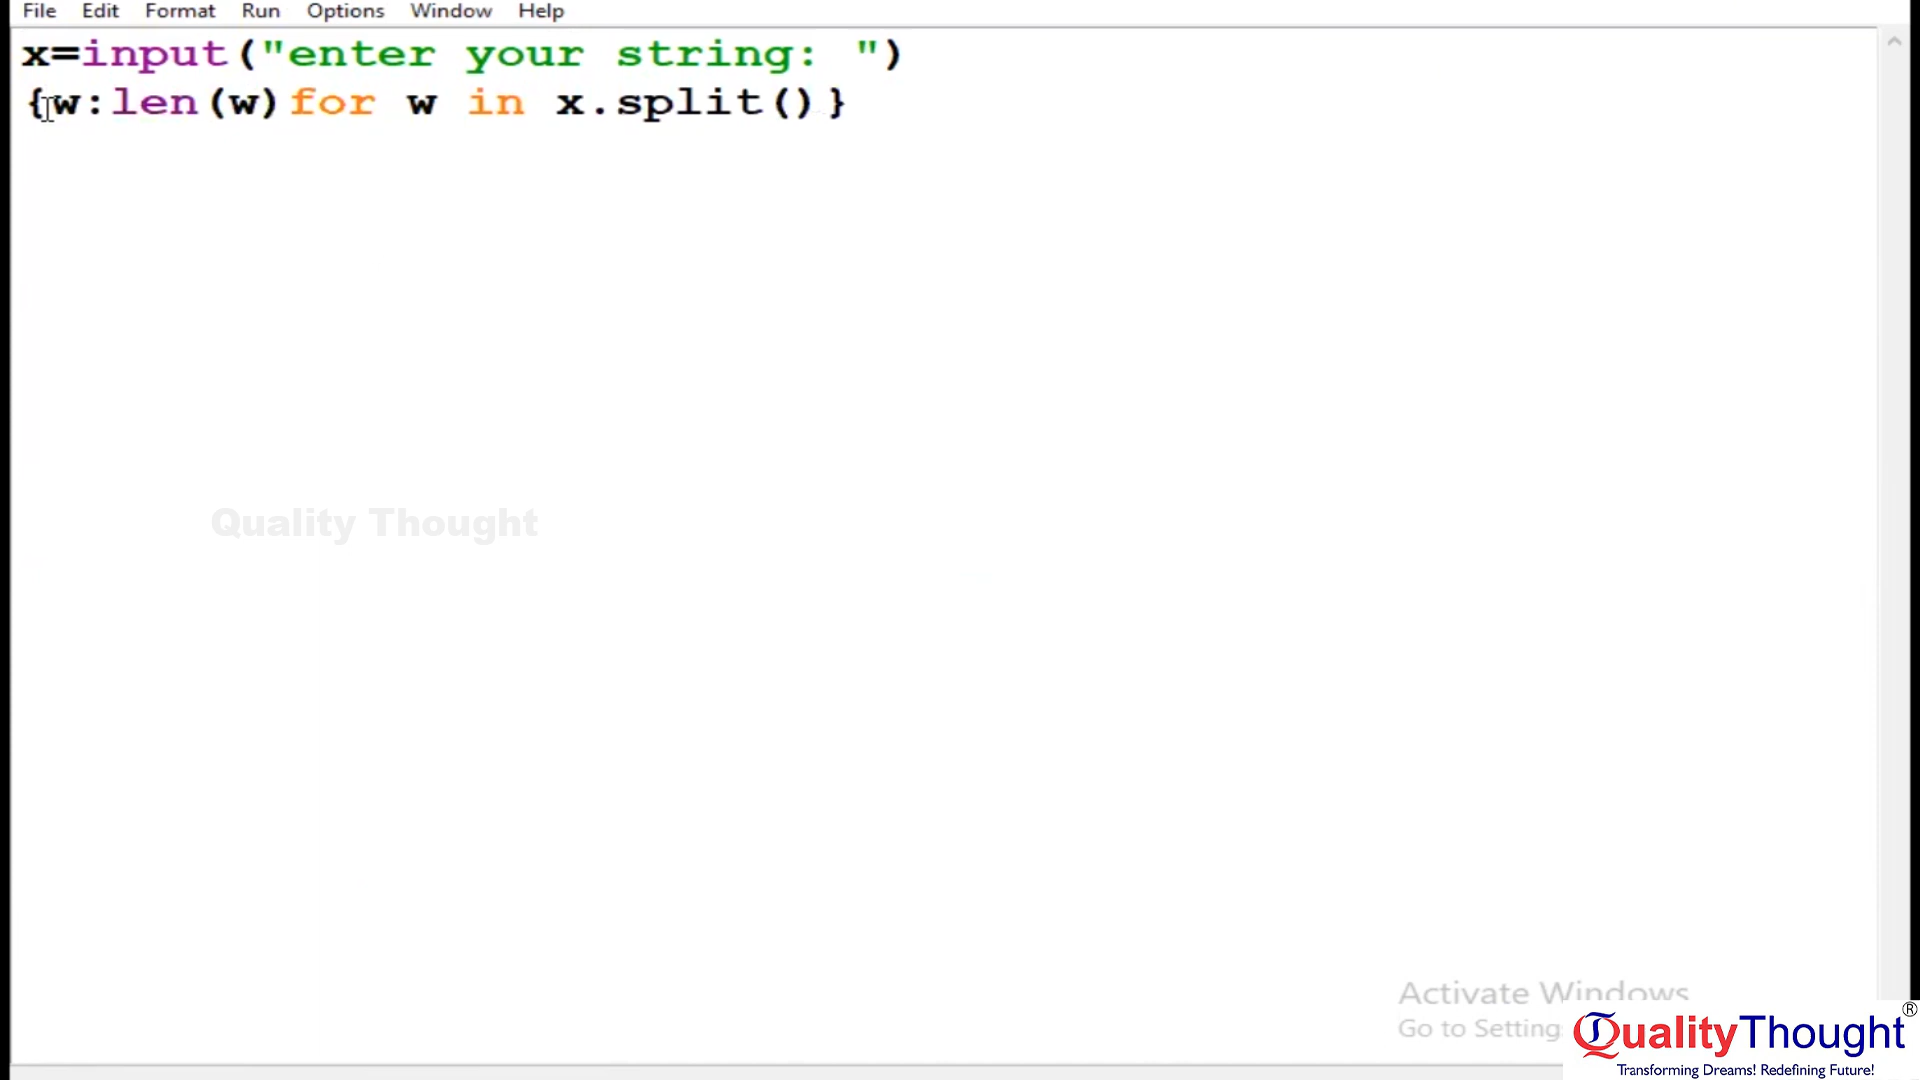 File Edit Format Run Options Window Help
x=input("enter your string: ")
{w:len(w)for w in x.split()}
Quality Thought
Activate Windows
Go to Setting
QualityThought®
Transforming Dreams! Redefining Future!